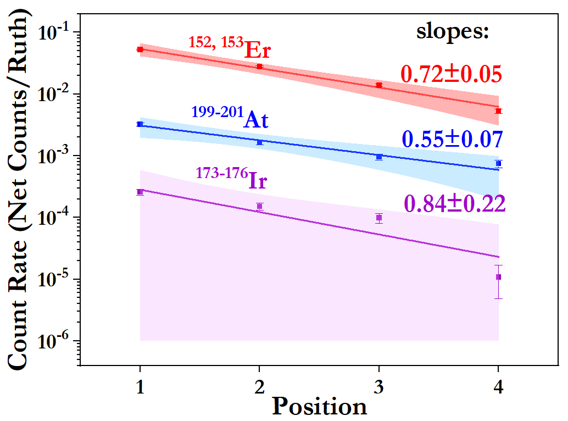 slopes:
152, 153Er
0.72±0.05
199-201At
0.55±0.07
173-176Ir
0.84±0.22
10-1
10-2
10-3
10-4
10-5
10-6
Count Rate (Net Counts/Ruth)
1 2 3 4
Position